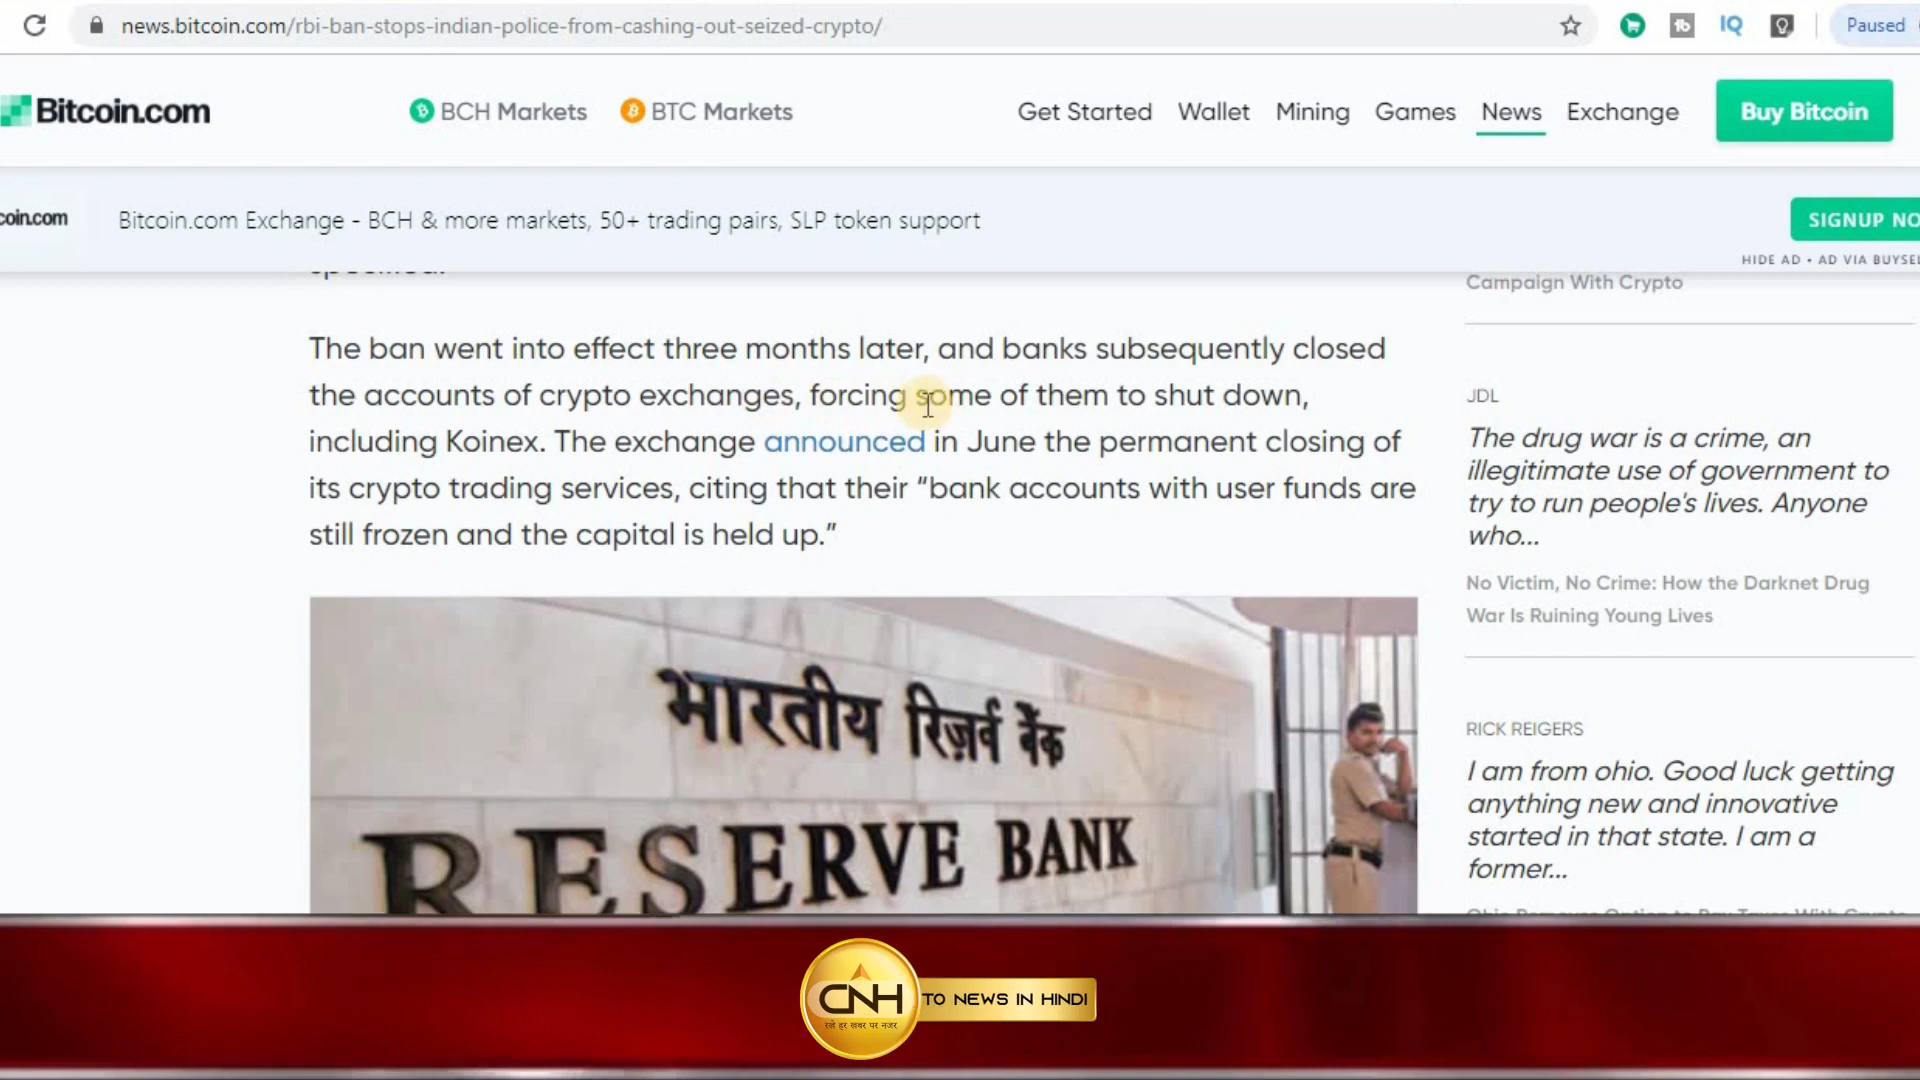 news.bitcoin.com/rbi-ban-stops-indian-police-from-cashing-out-seized-crypto/
IQ
Paused
Bitcoin.com
BCH Markets
BTC Markets
Get Started
Wallet
Mining
Games
News
Exchange
Buy Bitcoin
coin.com
Bitcoin.com Exchange - BCH & more markets, 50+ trading pairs, SLP token support
SIGNUP NO
HIDE AD • AD VIA BUYSEL
The ban went into effect three months later, and banks subsequently closed
the accounts of crypto exchanges, forcing some of them to shut down,
including Koinex. The exchange announced in June the permanent closing of
its crypto trading services, citing that their “bank accounts with user funds are
still frozen and the capital is held up.”
भारतीय रिज़र्व बैंक
RESERVE BANK
Campaign With Crypto
JDL
The drug war is a crime, an
illegitimate use of government to
try to run people's lives. Anyone
who...
No Victim, No Crime: How the Darknet Drug
War Is Ruining Young Lives
RICK REIGERS
I am from ohio. Good luck getting
anything new and innovative
started in that state. I am a
former...
CNH
TO NEWS IN HINDI
रखे हर खबर पर नजर